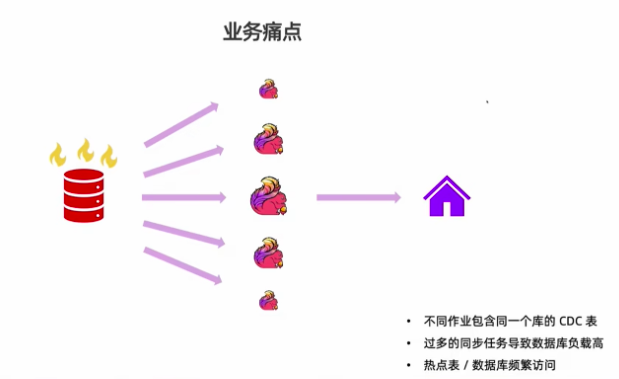 业务痛点
• 不同作业包含同一个库的 CDC 表
• 过多的同步任务导致数据库负载高
• 热点表 / 数据库频繁访问